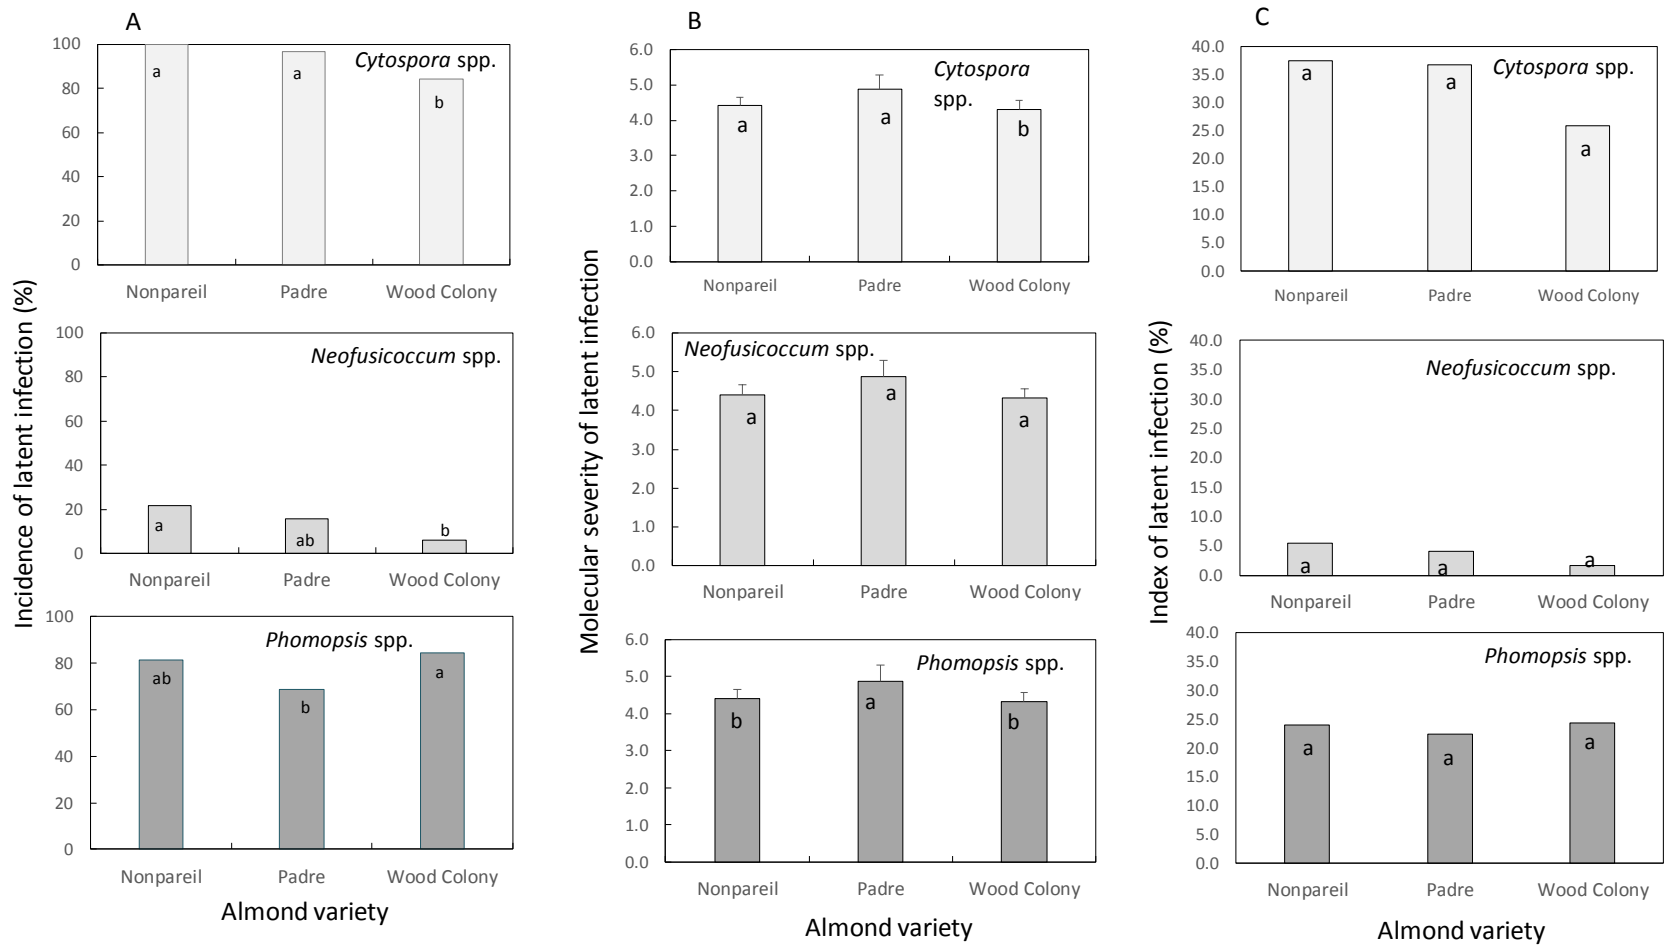 A
Incidence of latent infection (%)
100
80
60
40
20
0
Cytospora spp.
a
a
b
Nonpareil Padre Wood Colony
100
80
60
40
20
0
Neofusicoccum spp.
a
ab
b
Nonpareil Padre Wood Colony
100
80
60
40
20
0
Phomopsis spp.
ab
b
a
Nonpareil Padre Wood Colony
Almond variety
B
Molecular severity of latent infection
6.0
5.0
4.0
3.0
2.0
1.0
0.0
Cytospora
spp.
a
a
b
Nonpareil Padre Wood Colony
6.0
5.0
4.0
3.0
2.0
1.0
0.0
Neofusicoccum spp.
a
a
a
Nonpareil Padre Wood Colony
6.0
5.0
4.0
3.0
2.0
1.0
0.0
Phomopsis spp.
b
a
b
Nonpareil Padre Wood Colony
Almond variety
C
Index of latent infection (%)
40.0
35.0
30.0
25.0
20.0
15.0
10.0
5.0
0.0
Cytospora spp.
a
a
a
Nonpareil Padre Wood Colony
40.0
35.0
30.0
25.0
20.0
15.0
10.0
5.0
0.0
Neofusicoccum spp.
a
a
a
Nonpareil Padre Wood Colony
40.0
35.0
30.0
25.0
20.0
15.0
10.0
5.0
0.0
Phomopsis spp.
a
a
a
Nonpareil Padre Wood Colony
Almond variety